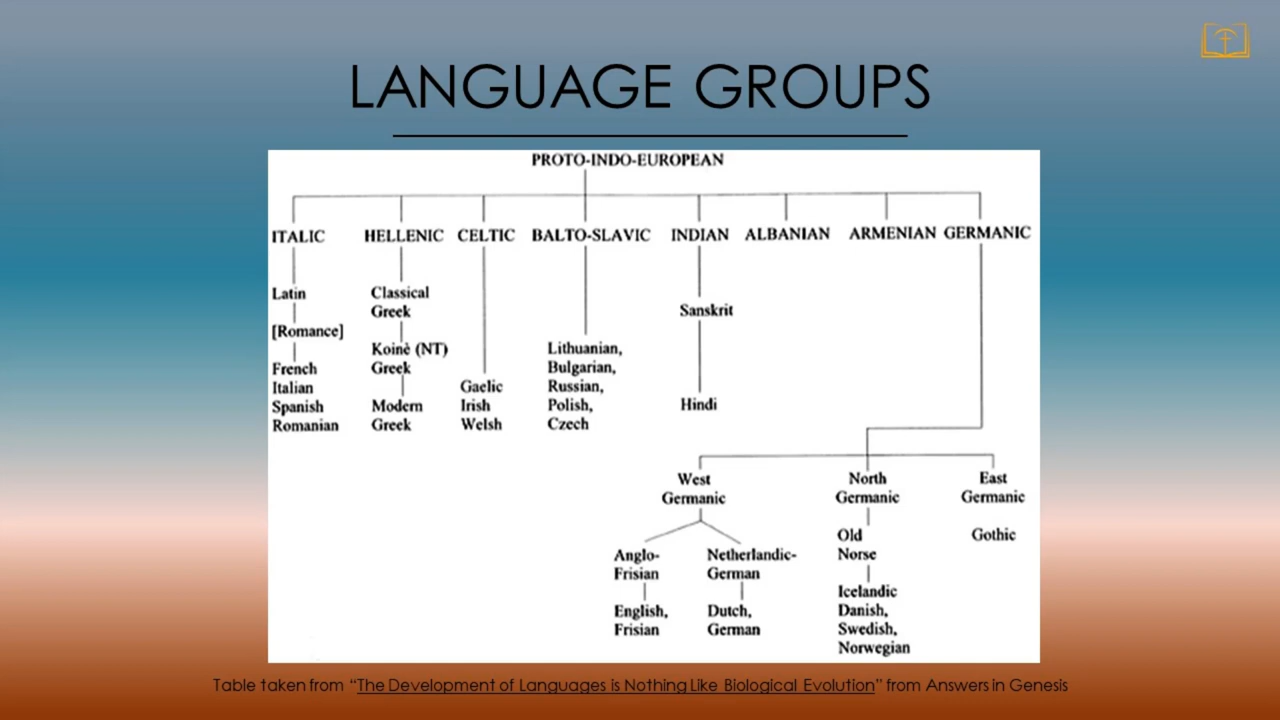 LANGUAGE GROUPS
PROTO-INDO-EUROPEAN
ITALIC HELLENIC CELTIC BALTO-SLAVIC INDIAN ALBANIAN ARMENIAN GERMANIC
Latin
[Romance]
French
Italian
Spanish
Romanian
Classical
Greek
Koinè (NT)
Greek
Modern
Greek
Gaelic
Irish
Welsh
Lithuanian,
Bulgarian,
Russian,
Polish,
Czech
Sanskrit
Hindi
West
Germanic
Anglo-
Frisian
English,
Frisian
Netherlandic-
German
Dutch,
German
North
Germanic
Old
Norse
Icelandic
Danish,
Swedish,
Norwegian
East
Germanic
Gothic
Table taken from “The Development of Languages is Nothing Like Biological Evolution” from Answers in Genesis